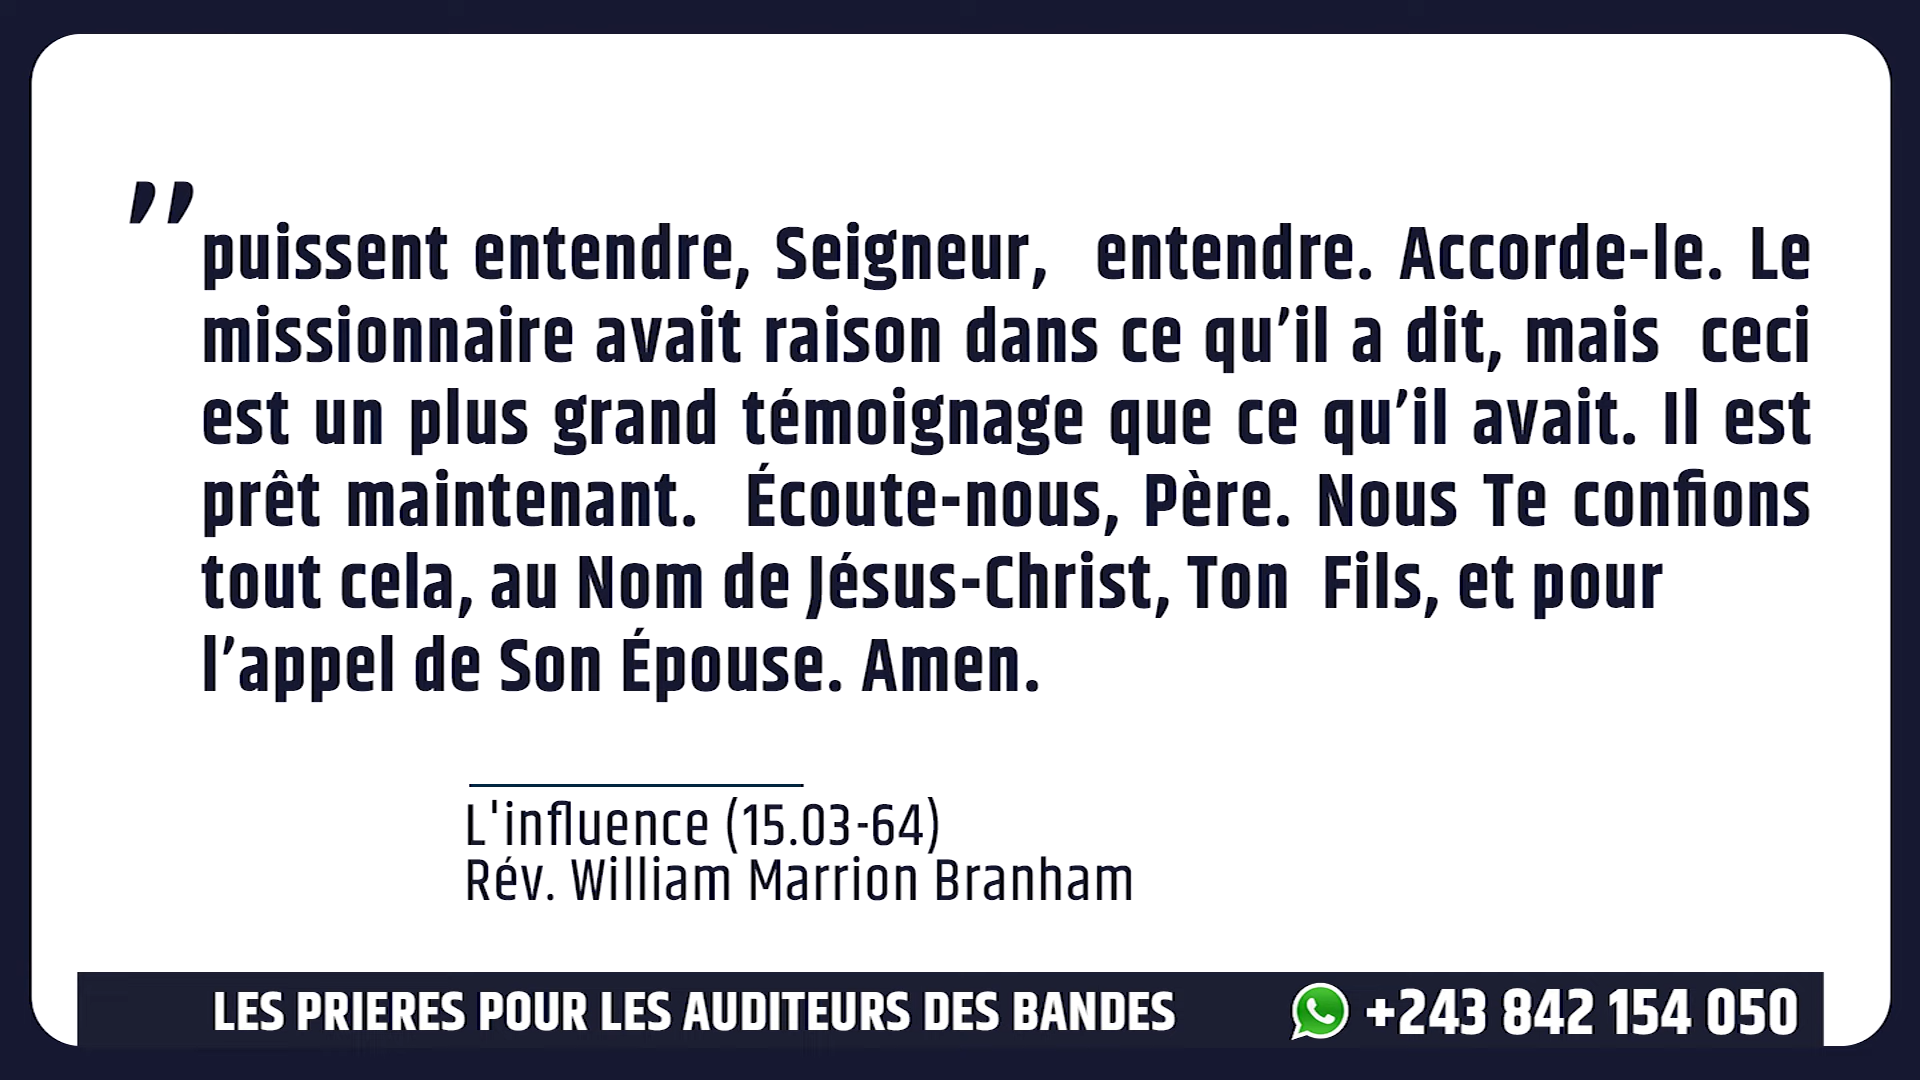 ” puissent entendre, Seigneur, entendre. Accorde-le. Le
missionnaire avait raison dans ce qu’il a dit, mais ceci
est un plus grand témoignage que ce qu’il avait. Il est
prêt maintenant. Écoute-nous, Père. Nous Te confions
tout cela, au Nom de Jésus-Christ, Ton Fils, et pour
l’appel de Son Épouse. Amen.
L'influence (15.03-64)
Rév. William Marrion Branham
LES PRIERES POUR LES AUDITEURS DES BANDES
+243 842 154 050